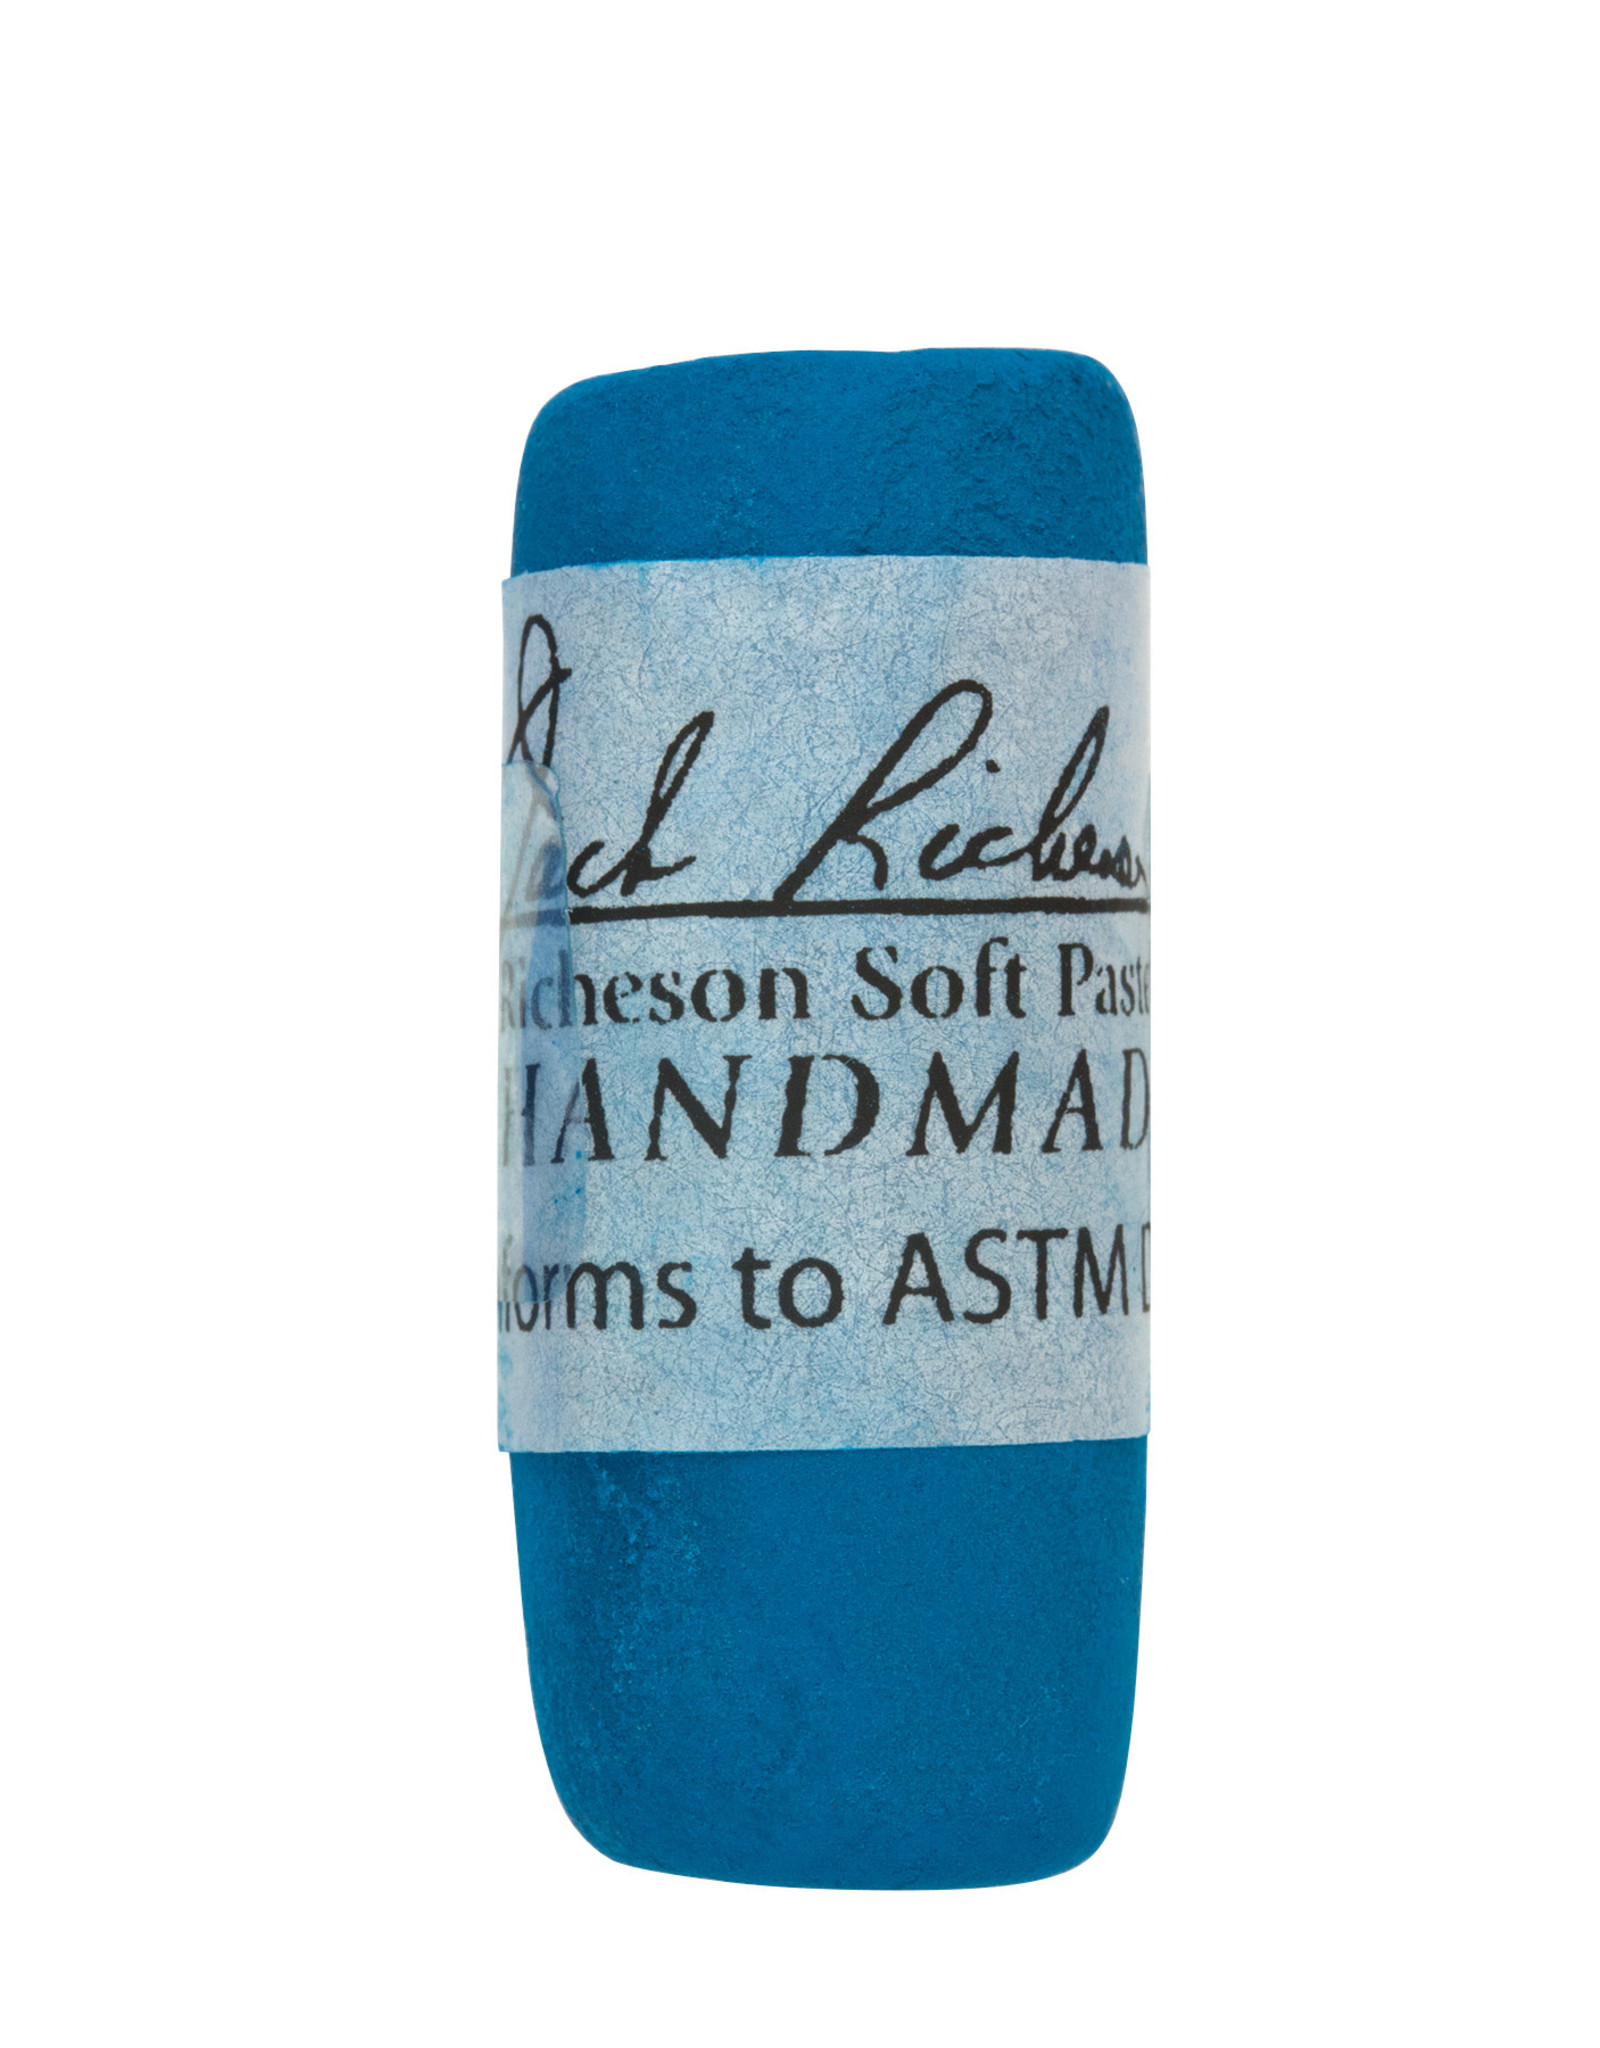 Jack Richeson
Richeson Soft Paste
HANDMAD
forms to ASTM D